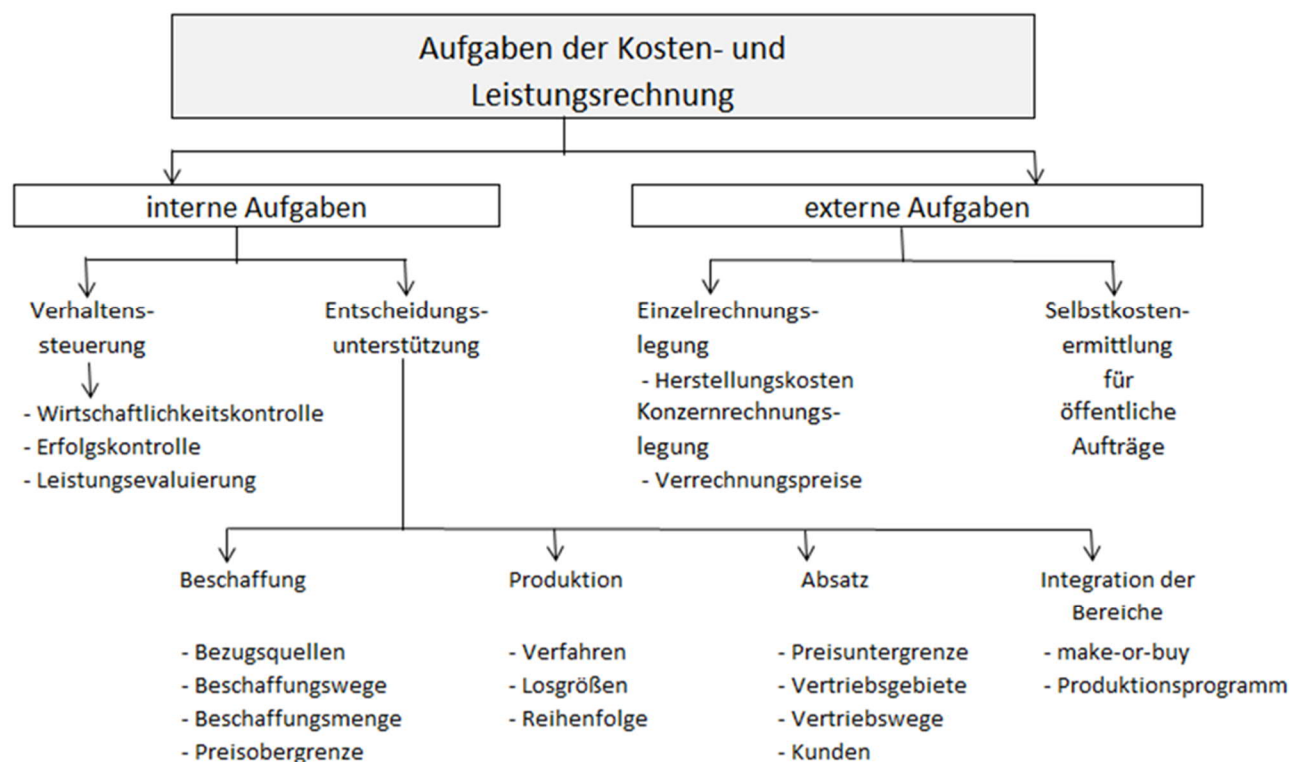 Aufgaben der Kosten- und
Leistungsrechnung
interne Aufgaben
externe Aufgaben
Verhaltens-
steuerung
- Wirtschaftlichkeitskontrolle
- Erfolgskontrolle
- Leistungsevaluierung
Entscheidungs-
unterstützung
Einzelrechnungs-
legung
- Herstellungskosten
Konzernrechnungs-
legung
- Verrechnungspreise
Selbstkosten-
ermittlung
für
öffentliche
Aufträge
Beschaffung
- Bezugsquellen
- Beschaffungswege
- Beschaffungsmenge
- Preisobergrenze
Produktion
- Verfahren
- Losgrößen
- Reihenfolge
Absatz
- Preisuntergrenze
- Vertriebsgebiete
- Vertriebswege
- Kunden
Integration der
Bereiche
- make-or-buy
- Produktionsprogramm